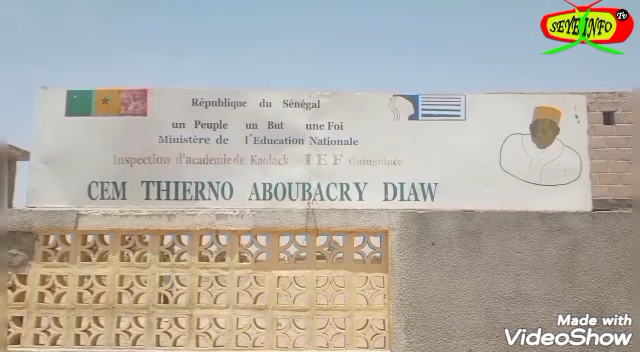 SEYE INFO
Tv
République du Sénégal
un Peuple un But une Foi
Ministère de l'Education Nationale
Inspection d'academie de Kaolack IEF Guinguinéo
CEM THIERNO ABOUBACRY DIAW
Made with
VideoShow